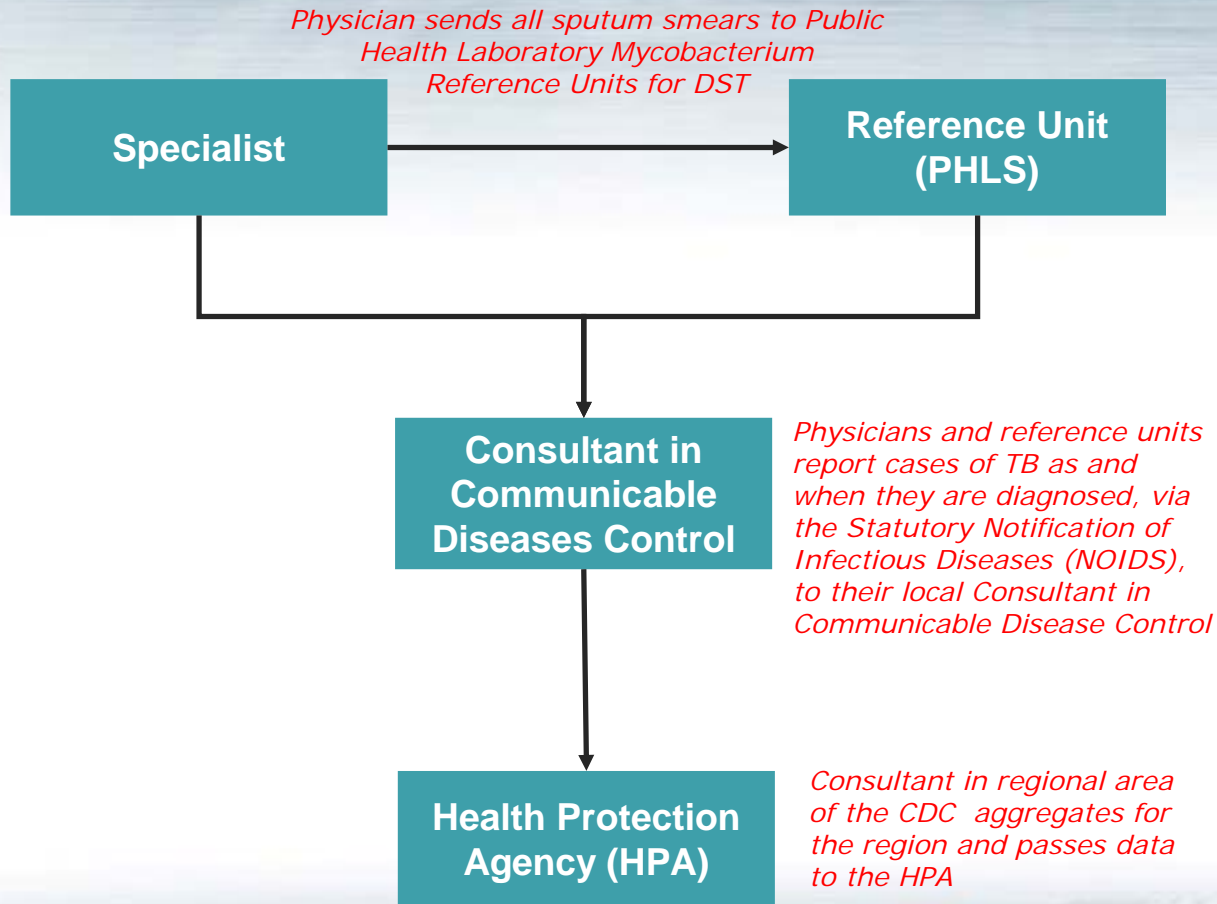 Physician sends all sputum smears to Public
Health Laboratory Mycobacterium
Reference Units for DST
Specialist
Reference Unit
(PHLS)
Consultant in
Communicable
Diseases Control
Physicians and reference units
report cases of TB as and
when they are diagnosed, via
the Statutory Notification of
Infectious Diseases (NOIDS),
to their local Consultant in
Communicable Disease Control
Health Protection
Agency (HPA)
Consultant in regional area
of the CDC aggregates for
the region and passes data
to the HPA